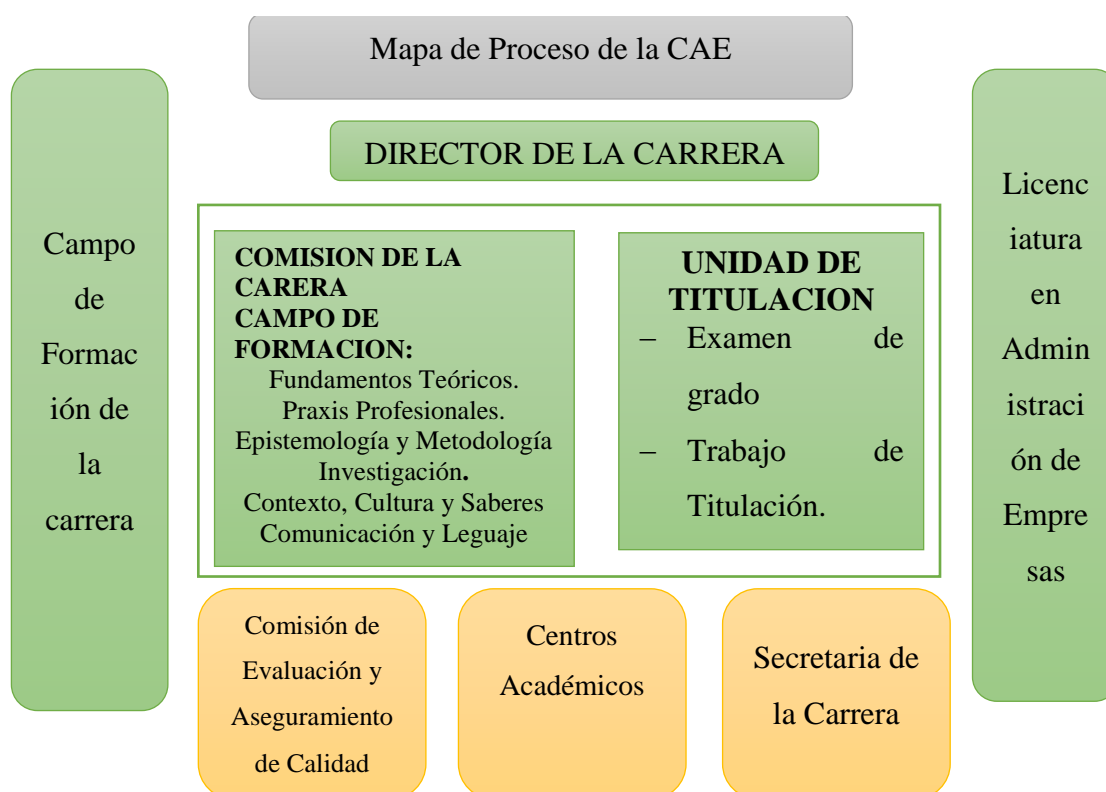 Mapa de Proceso de la CAE
DIRECTOR DE LA CARRERA
Campo
de
Formac
ión de
la
carrera
COMISION DE LA
CARERA
CAMPO DE
FORMACION:
Fundamentos Teóricos.
Praxis Profesionales.
Epistemología y Metodología
Investigación.
Contexto, Cultura y Saberes
Comunicación y Leguaje
UNIDAD DE
TITULACION
– Examen de
grado
– Trabajo de
Titulación.
Licenc
iatura
en
Admin
istraci
ón de
Empre
sas
Comisión de
Evaluación y
Aseguramiento
de Calidad
Centros
Académicos
Secretaria de
la Carrera